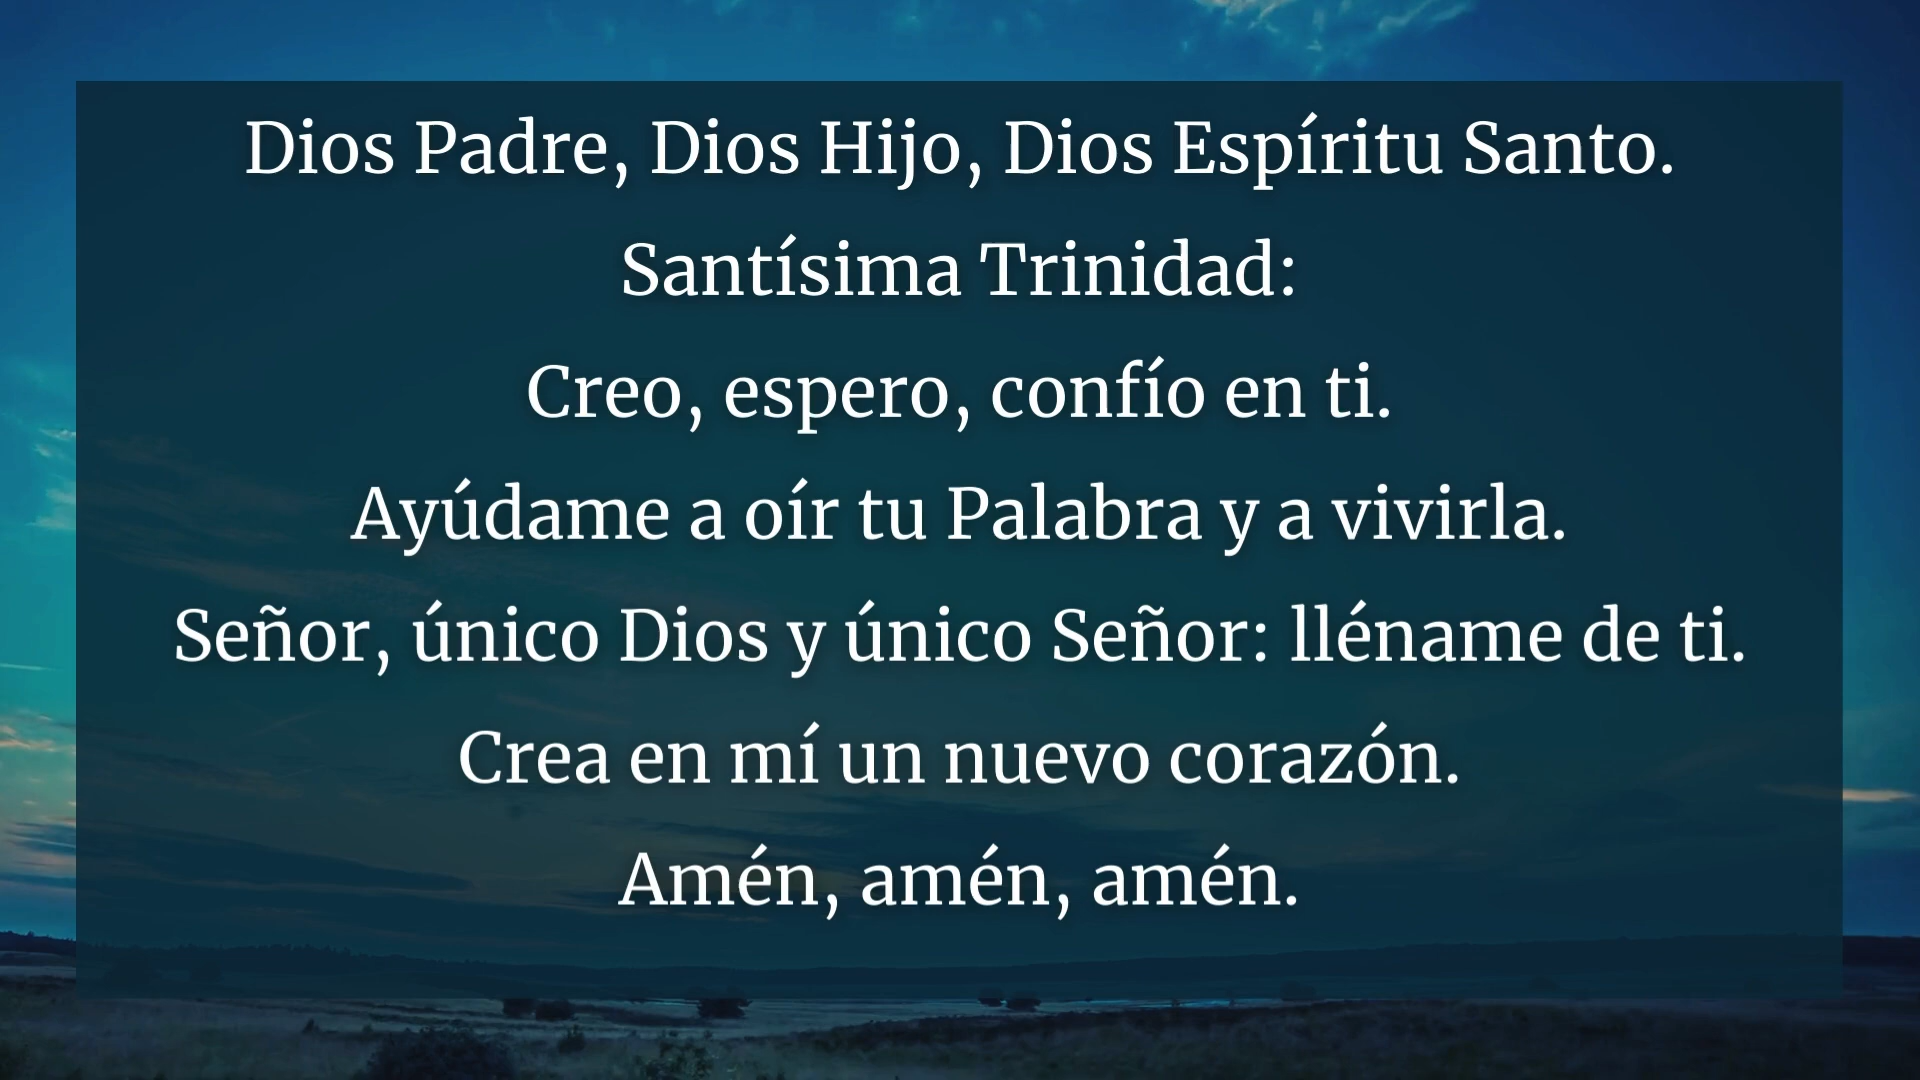 Dios Padre, Dios Hijo, Dios Espíritu Santo.
Santísima Trinidad:
Creo, espero, confío en ti.
Ayúdame a oír tu Palabra y a vivirla.
Señor, único Dios y único Señor: lléname de ti.
Crea en mí un nuevo corazón.
Amén, amén, amén.